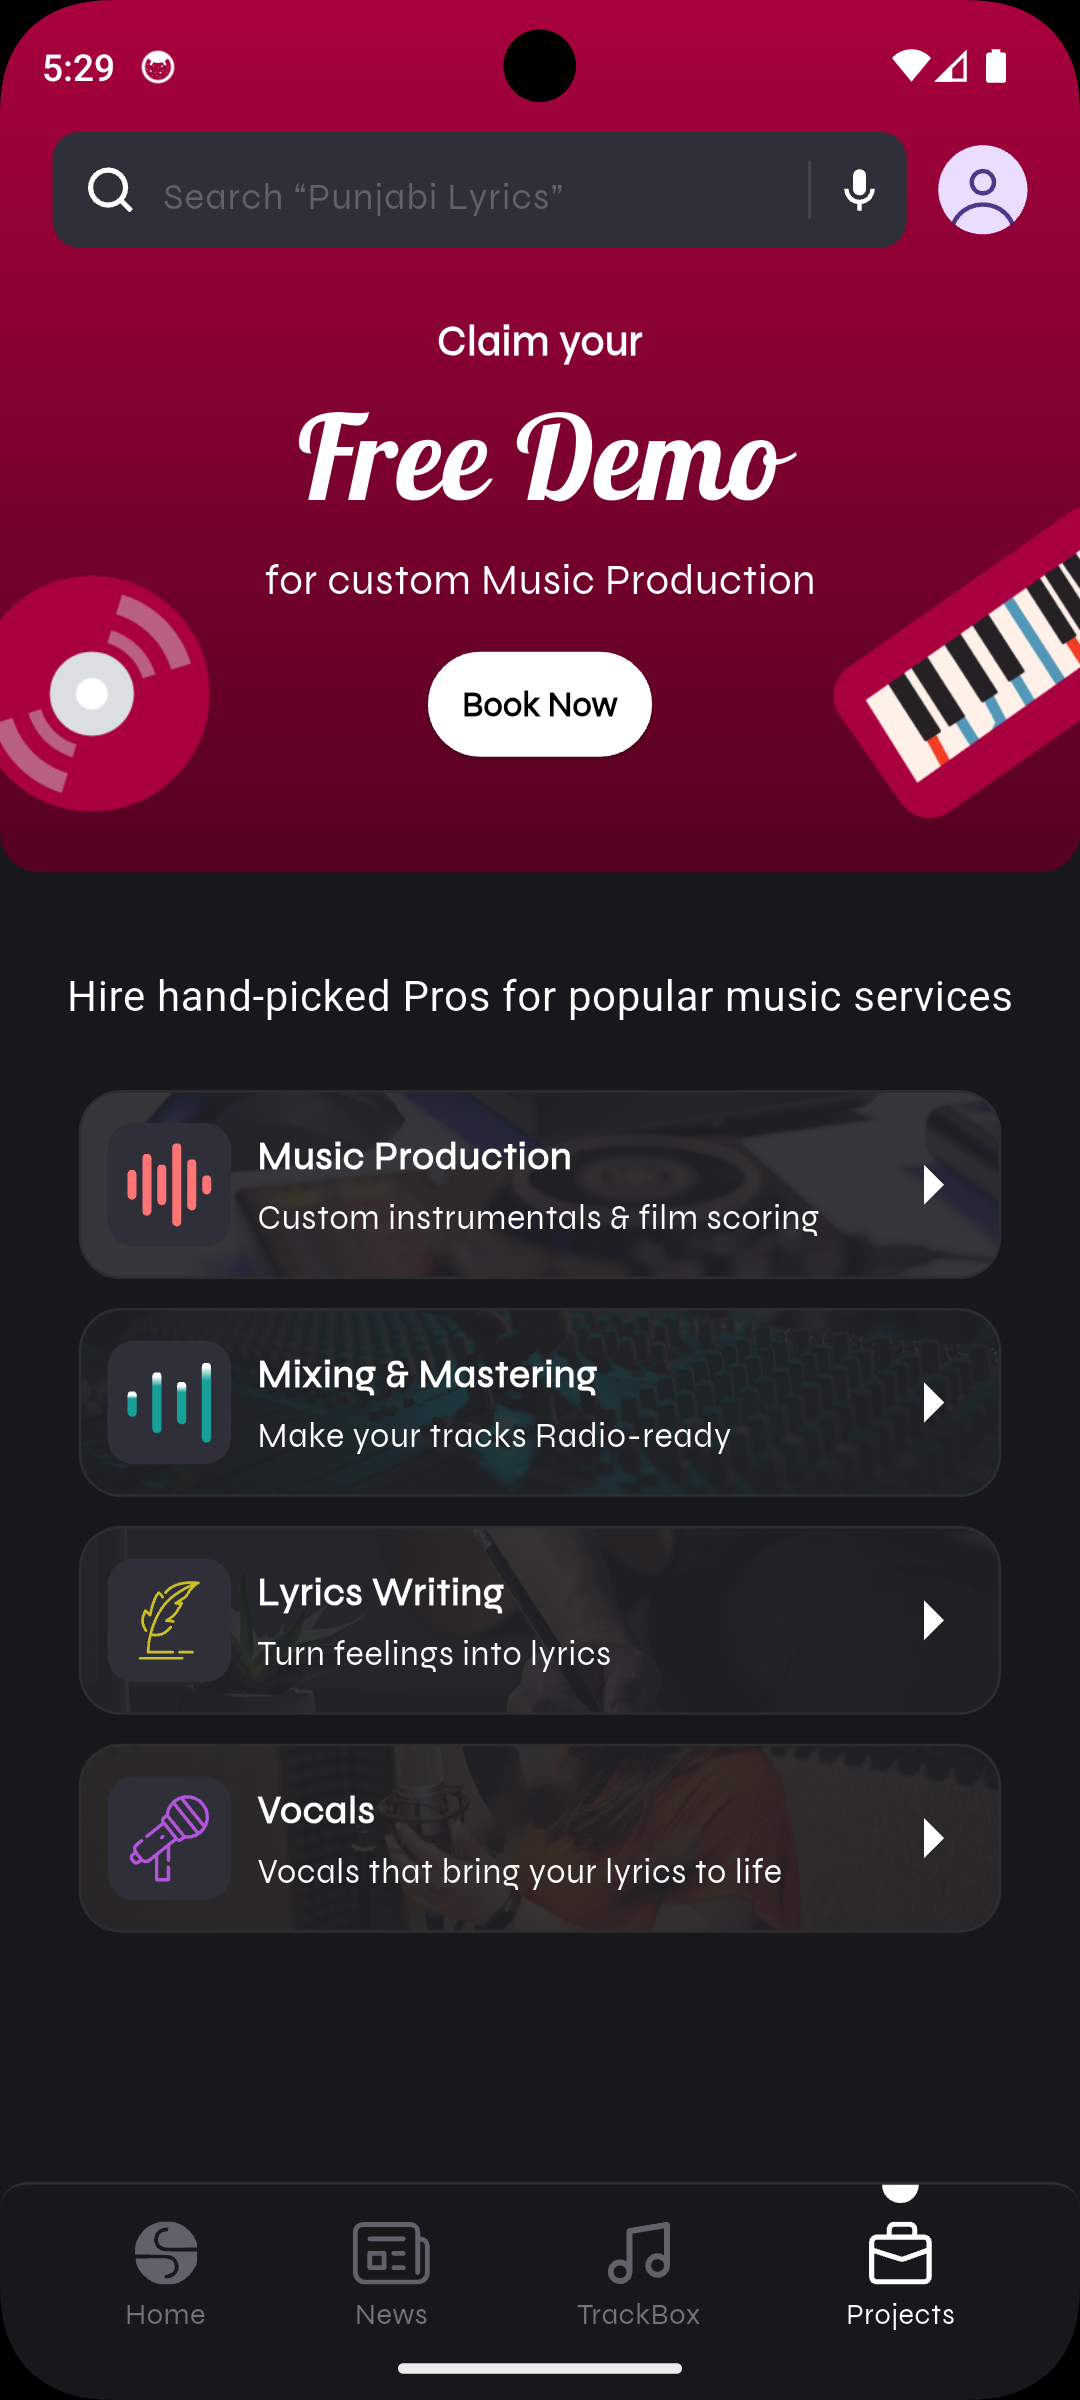 5:29
Search “Punjabi Lyrics”
Claim your
Free Demo
for custom Music Production
Book Now
Hire hand-picked Pros for popular music services
Music Production
Custom instrumentals & film scoring
Mixing & Mastering
Make your tracks Radio-ready
Lyrics Writing
Turn feelings into lyrics
Vocals
Vocals that bring your lyrics to life
Home
News
TrackBox
Projects